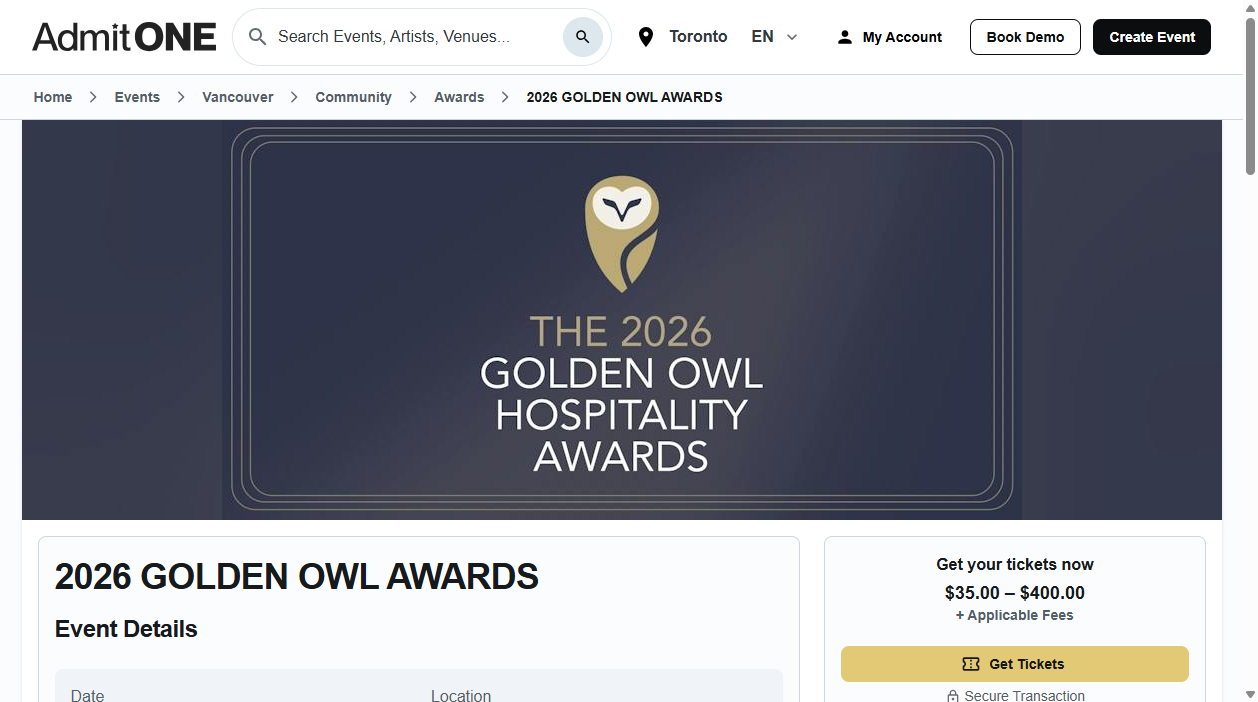 AdmitONE
Search Events, Artists, Venues...
Toronto
EN
My Account
Book Demo
Create Event
Home
Events
Vancouver
Community
Awards
2026 GOLDEN OWL AWARDS
THE 2026
GOLDEN OWL
HOSPITALITY
AWARDS
2026 GOLDEN OWL AWARDS
Event Details
Date
Location
Get your tickets now
$35.00 – $400.00
+ Applicable Fees
Get Tickets
Secure Transaction